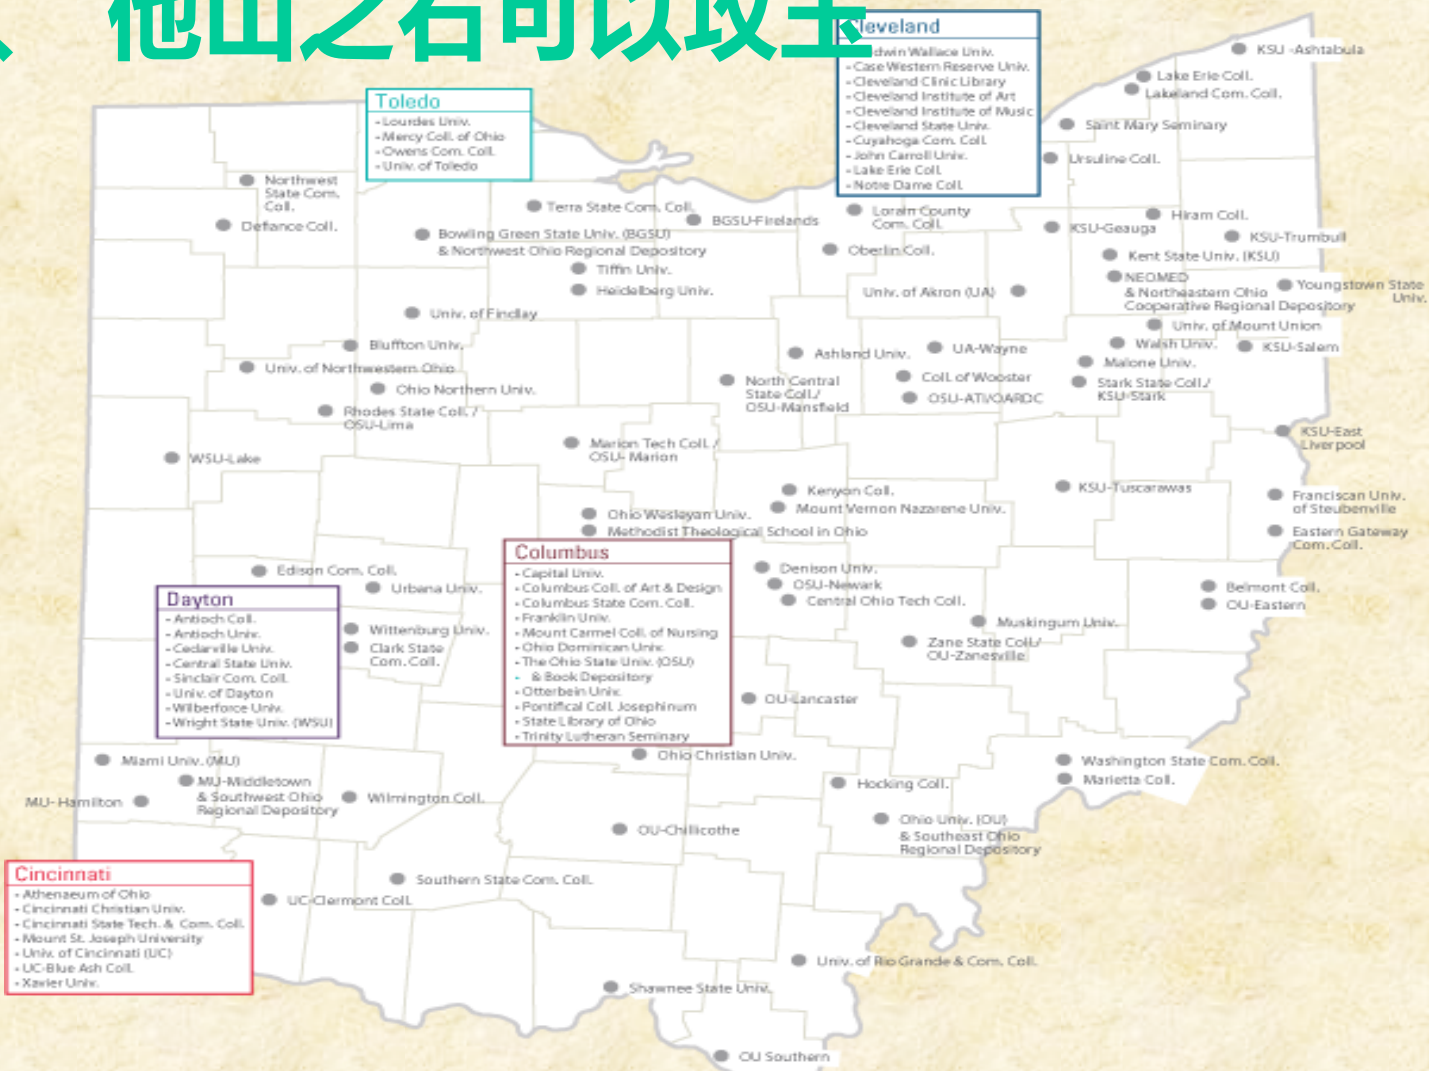 、 他山之石可以攻玉
Cleveland
- Baldwin Wallace Univ.
- Case Western Reserve Univ.
- Cleveland Clinic Library
- Cleveland Institute of Art
- Cleveland Institute of Music
- Cleveland State Univ.
- Cuyahoga Com. Coll.
- John Carroll Univ.
- Lake Erie Coll.
- Notre Dame Coll.
Toledo
- Lourdes Univ.
- Mercy Coll. of Ohio
- Owens Com. Coll.
- Univ. of Toledo
KSU -Ashtabula
Lake Erie Coll.
Lakeland Com. Coll.
Saint Mary Seminary
Ursuline Coll.
Northwest
State Com.
Coll.
Defiance Coll.
Terra State Com. Coll.
BGSU-Firelands
Bowling Green State Univ. (BGSU)
& Northwest Ohio Regional Depository
Tiffin Univ.
Heidelberg Univ.
Lorain County
Com. Coll.
Oberlin Coll.
Hiram Coll.
KSU-Geauga
KSU-Trumbull
Kent State Univ. (KSU)
NEOMED
& Northeastern Ohio
Cooperative Regional Depository
Youngstown State
Univ.
Univ. of Akron (UA)
Univ. of Findlay
Univ. of Mount Union
Bluffton Univ.
Ashland Univ.
UA-Wayne
Walsh Univ.
KSU-Salem
Malone Univ.
Univ. of Northwestern Ohio
Ohio Northern Univ.
North Central
State Coll./
OSU-Mansfield
Coll. of Wooster
OSU-ATI/OARDC
Stark State Coll./
KSU-Stark
Rhodes State Coll. /
OSU-Lima
Marion Tech Coll. /
OSU- Marion
KSU-East
Liverpool
WSU-Lake
Kenyon Coll.
Mount Vernon Nazarene Univ.
KSU-Tuscarawas
Franciscan Univ.
of Steubenville
Ohio Wesleyan Univ.
Methodist Theological School in Ohio
Eastern Gateway
Com. Coll.
Columbus
- Capital Univ.
- Columbus Coll. of Art & Design
- Columbus State Com. Coll.
- Franklin Univ.
- Mount Carmel Coll. of Nursing
- Ohio Dominican Univ.
- The Ohio State Univ. (OSU)
- & Book Depository
- Otterbein Univ.
- Pontifical Coll. Josephinum
- State Library of Ohio
- Trinity Lutheran Seminary
Edison Com. Coll.
Urbana Univ.
Denison Univ.
OSU-Newark
Central Ohio Tech Coll.
Belmont Coll.
OU-Eastern
Dayton
- Antioch Coll.
- Antioch Univ.
- Cedarville Univ.
- Central State Univ.
- Sinclair Com. Coll.
- Univ. of Dayton
- Wilberforce Univ.
- Wright State Univ. (WSU)
Wittenburg Univ.
Clark State
Com. Coll.
Muskingum Univ.
Zane State Coll./
OU-Zanesville
OU-Lancaster
Miami Univ. (MU)
MU-Middletown
& Southwest Ohio
Regional Depository
MU-Hamilton
Wilmington Coll.
Ohio Christian Univ.
Hocking Coll.
Washington State Com. Coll.
Marietta Coll.
OU-Chillicothe
Ohio Univ. (OU)
& Southeast Ohio
Regional Depository
Cincinnati
- Athenaeum of Ohio
- Cincinnati Christian Univ.
- Cincinnati State Tech. & Com. Coll.
- Mount St. Joseph University
- Univ. of Cincinnati (UC)
- UC-Blue Ash Coll.
- Xavier Univ.
Southern State Com. Coll.
UC-Clermont Coll.
Univ. of Rio Grande & Com. Coll.
Shawnee State Univ.
OU Southern